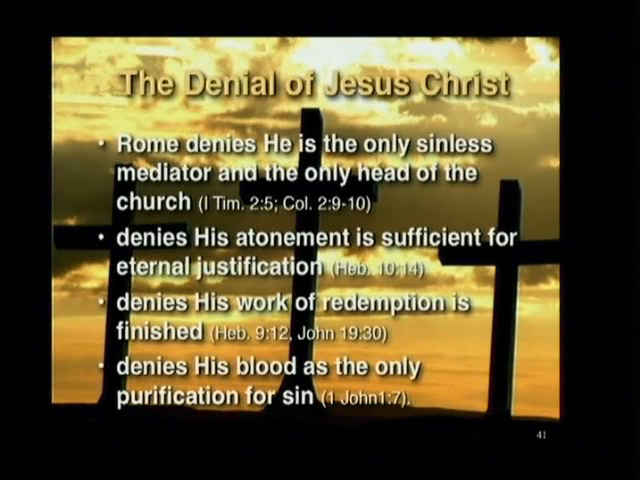 The Denial of Jesus Christ
• Rome denies He is the only sinless
mediator and the only head of the
church (I Tim. 2:5; Col. 2:9-10)
• denies His atonement is sufficient for
eternal justification (Heb. 10:14)
• denies His work of redemption is
finished (Heb. 9:12, John 19:30)
• denies His blood as the only
purification for sin (1 John1:7).
41